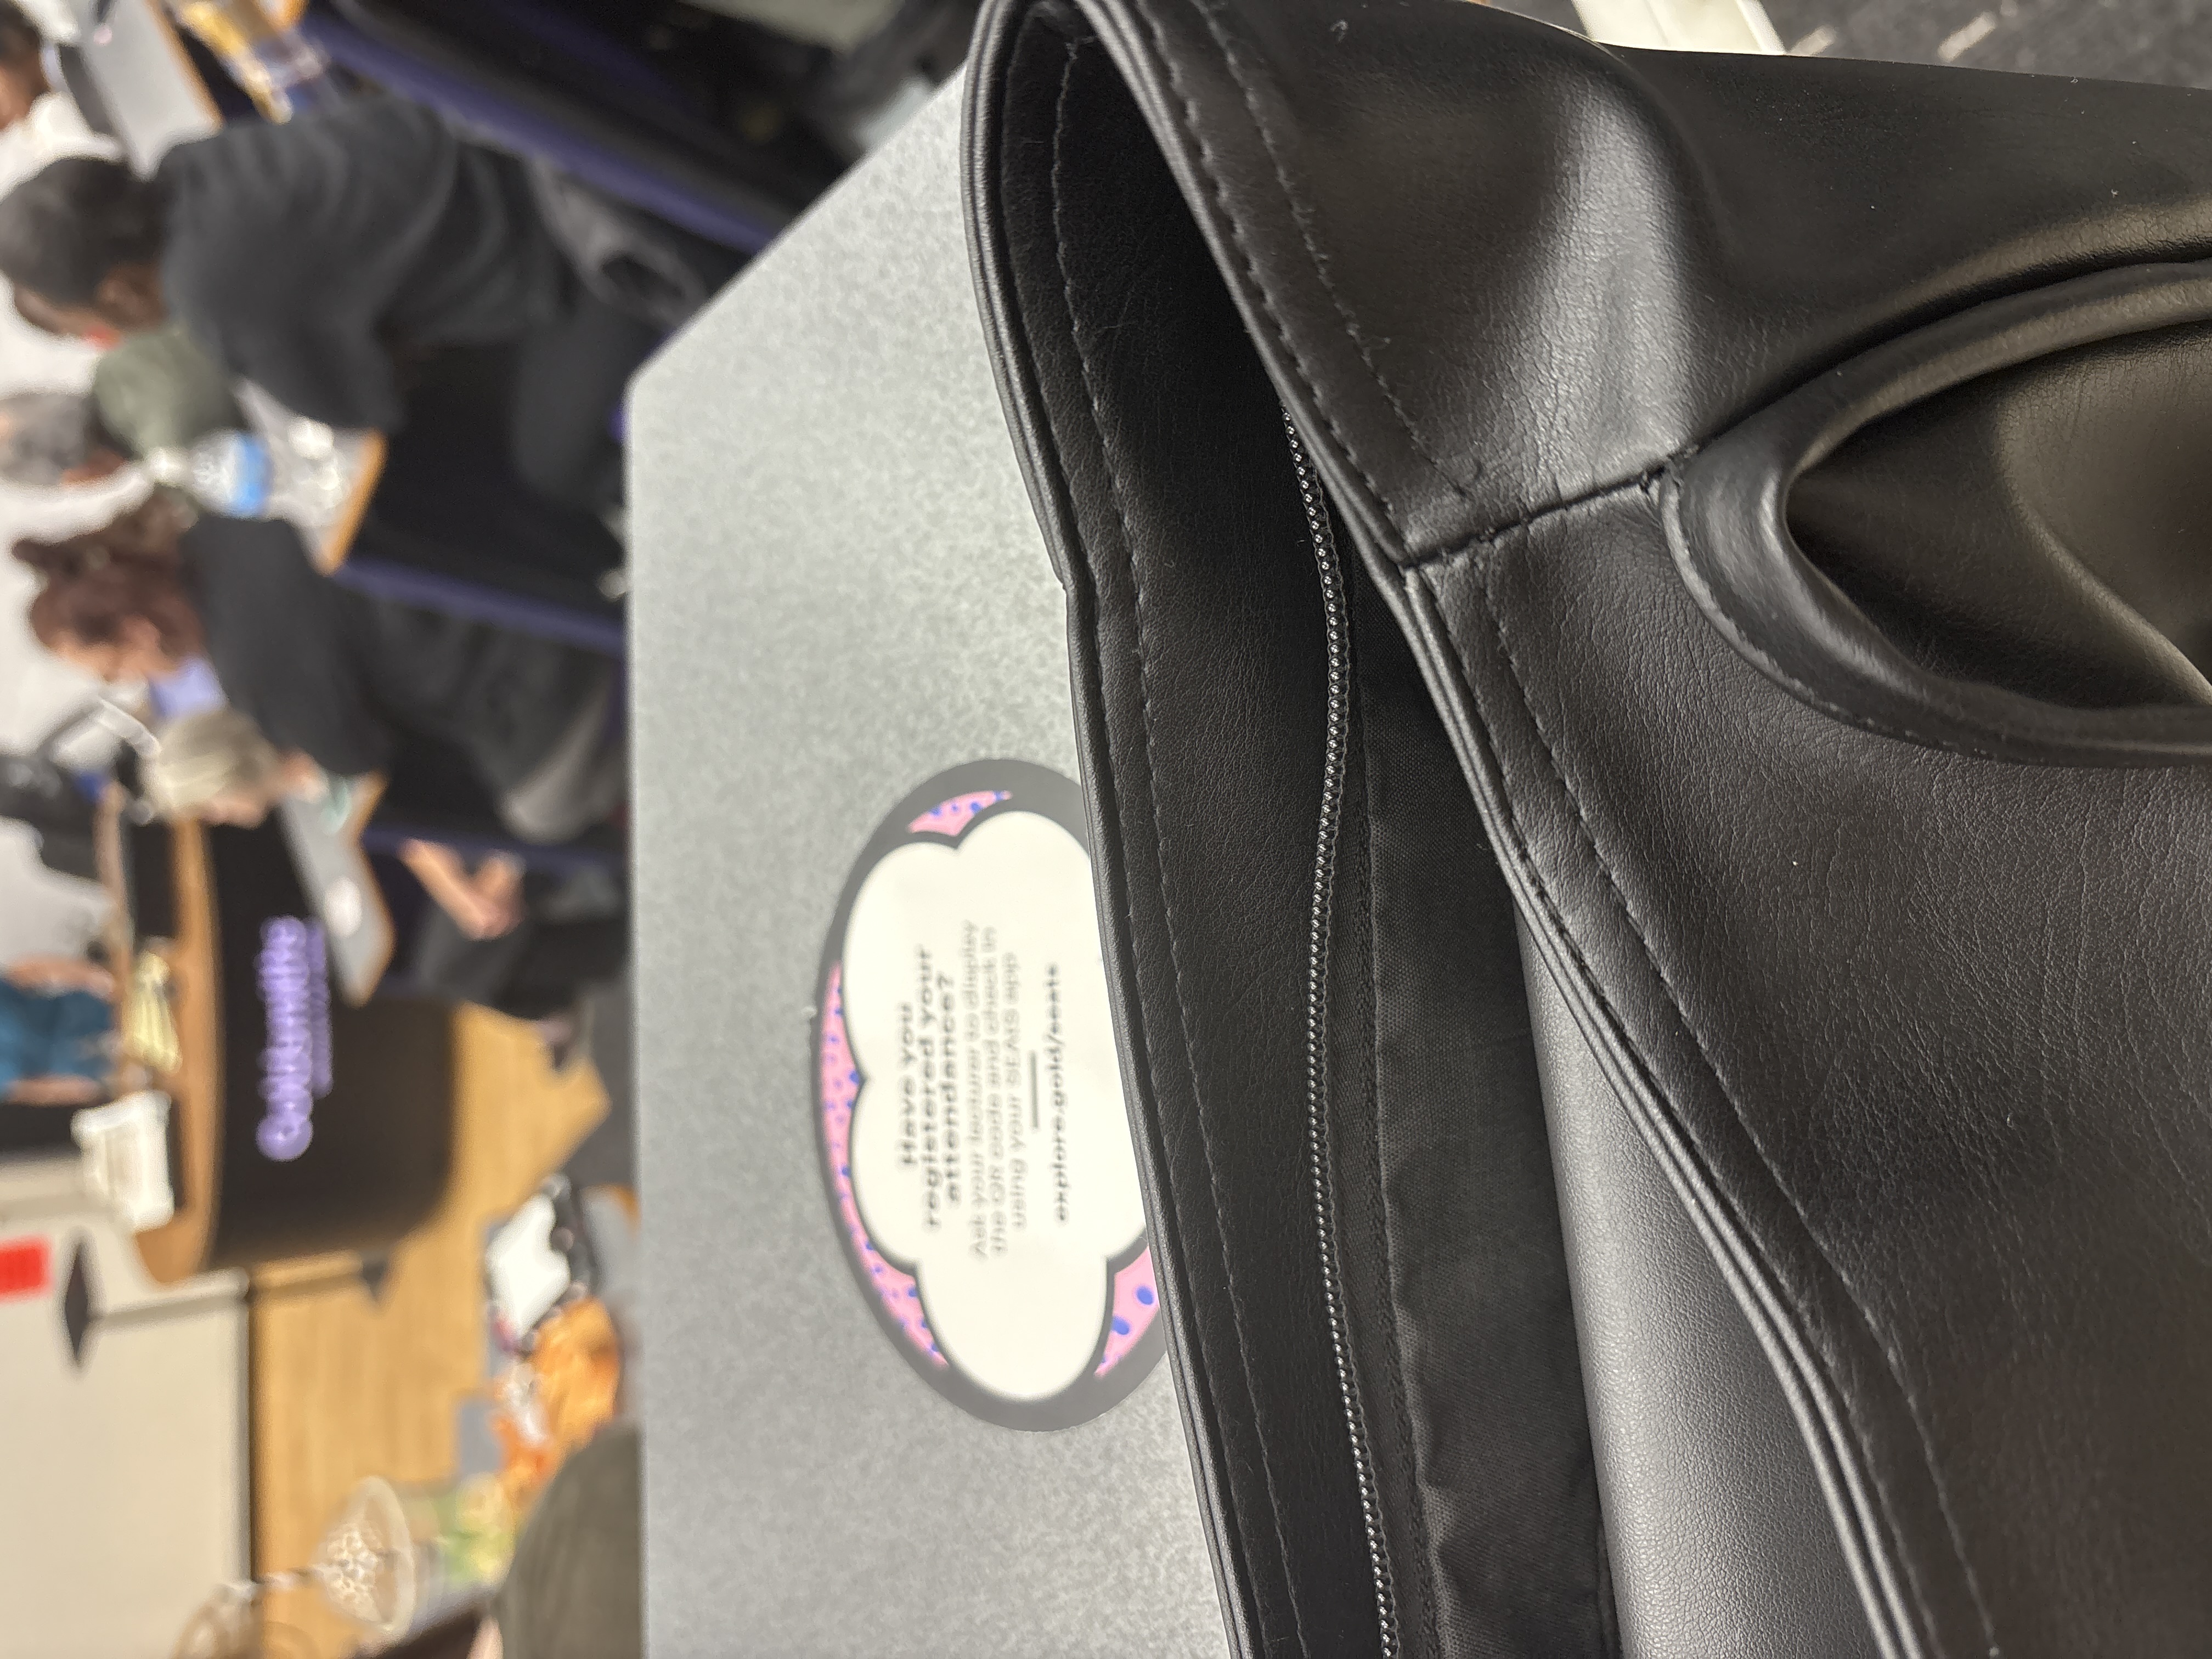 Goldsmiths
Have you
registered your
attendance?
Ask your lecturer to display
the QR code and check in
using your SEAtS app
explore.gold/seats